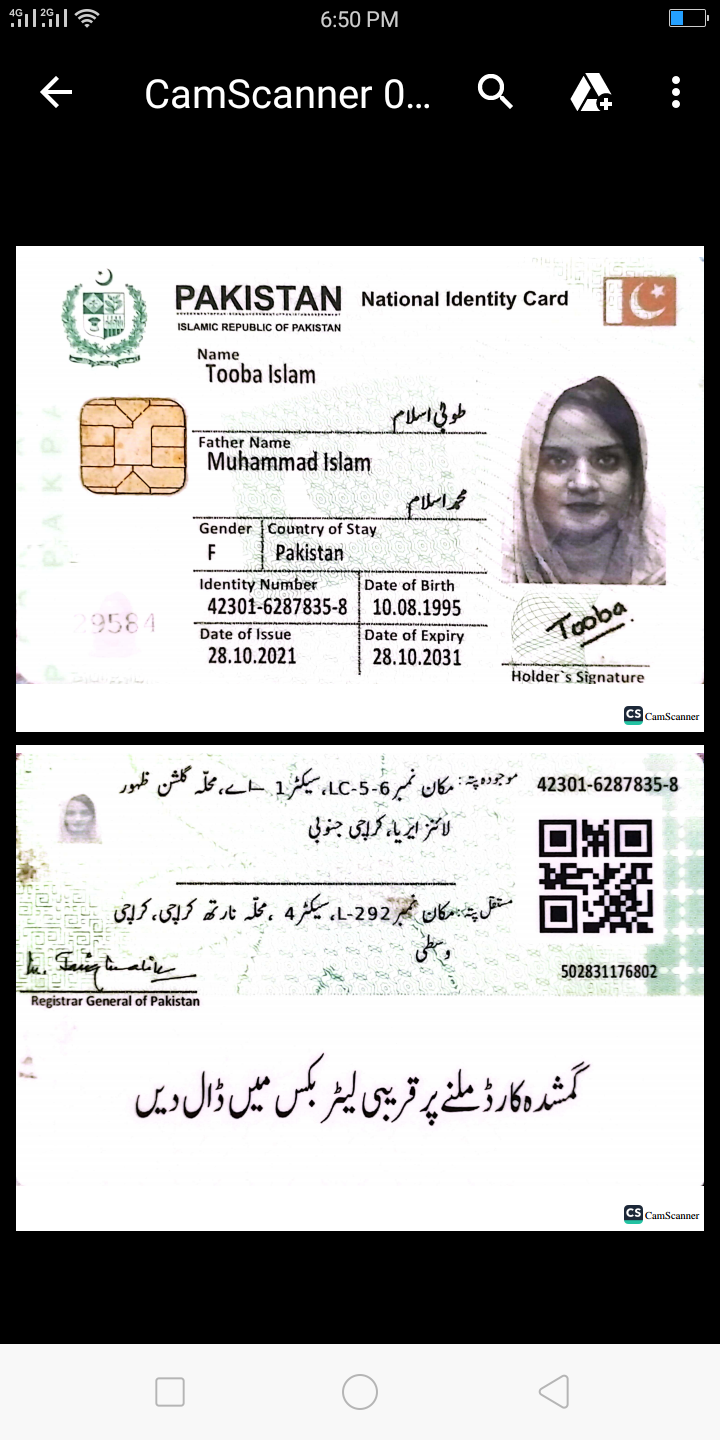 4G 2G 6:50 PM
CamScanner 0...
PAKISTAN National Identity Card
ISLAMIC REPUBLIC OF PAKISTAN
Name
Tooba Islam
طوبیٰ اسلام
Father Name
Muhammad Islam
محمد اسلام
Gender Country of Stay
F Pakistan
Identity Number Date of Birth
42301-6287835-8 10.08.1995
Date of Issue Date of Expiry
28.10.2021 28.10.2031
29584
Tooba
Holder`s Signature
CS CamScanner
42301-6287835-8
موجودہ پتہ: مکان نمبر LC-5-6، سیکٹر 1 -اے، محلّہ گلشن ظہور
لائنز ایریا، کراچی جنوبی
مستقل پتہ: مکان نمبر L-292، سیکٹر 4 ، محلّہ نارتھ کراچی، کراچی
وسطی
502831176802
Registrar General of Pakistan
گمشدہ کارڈ ملنے پر قریبی لیٹر بکس میں ڈال دیں
CS CamScanner